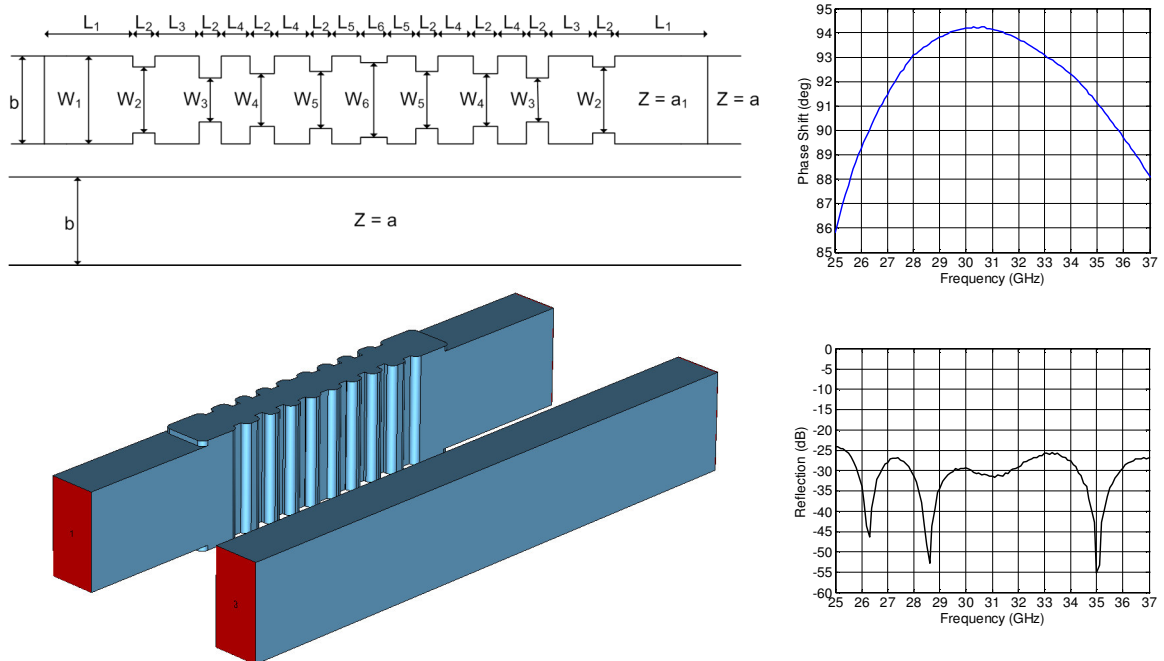 L1 L2 L3 L2 L4 L2 L4 L2 L5 L6 L5 L2 L4 L2 L4 L2 L3 L2 L1
b W1 W2 W3 W4 W5 W6 W5 W4 W3 W2 Z = a1 Z = a
b Z = a
1
95
94
93
92
91
90
89
88
87
86
85
Phase Shift (deg)
25 26 27 28 29 30 31 32 33 34 35 36 37
Frequency (GHz)
0
-5
-10
-15
-20
-25
-30
-35
-40
-45
-50
-55
-60
Reflection (dB)
25 26 27 28 29 30 31 32 33 34 35 36 37
Frequency (GHz)